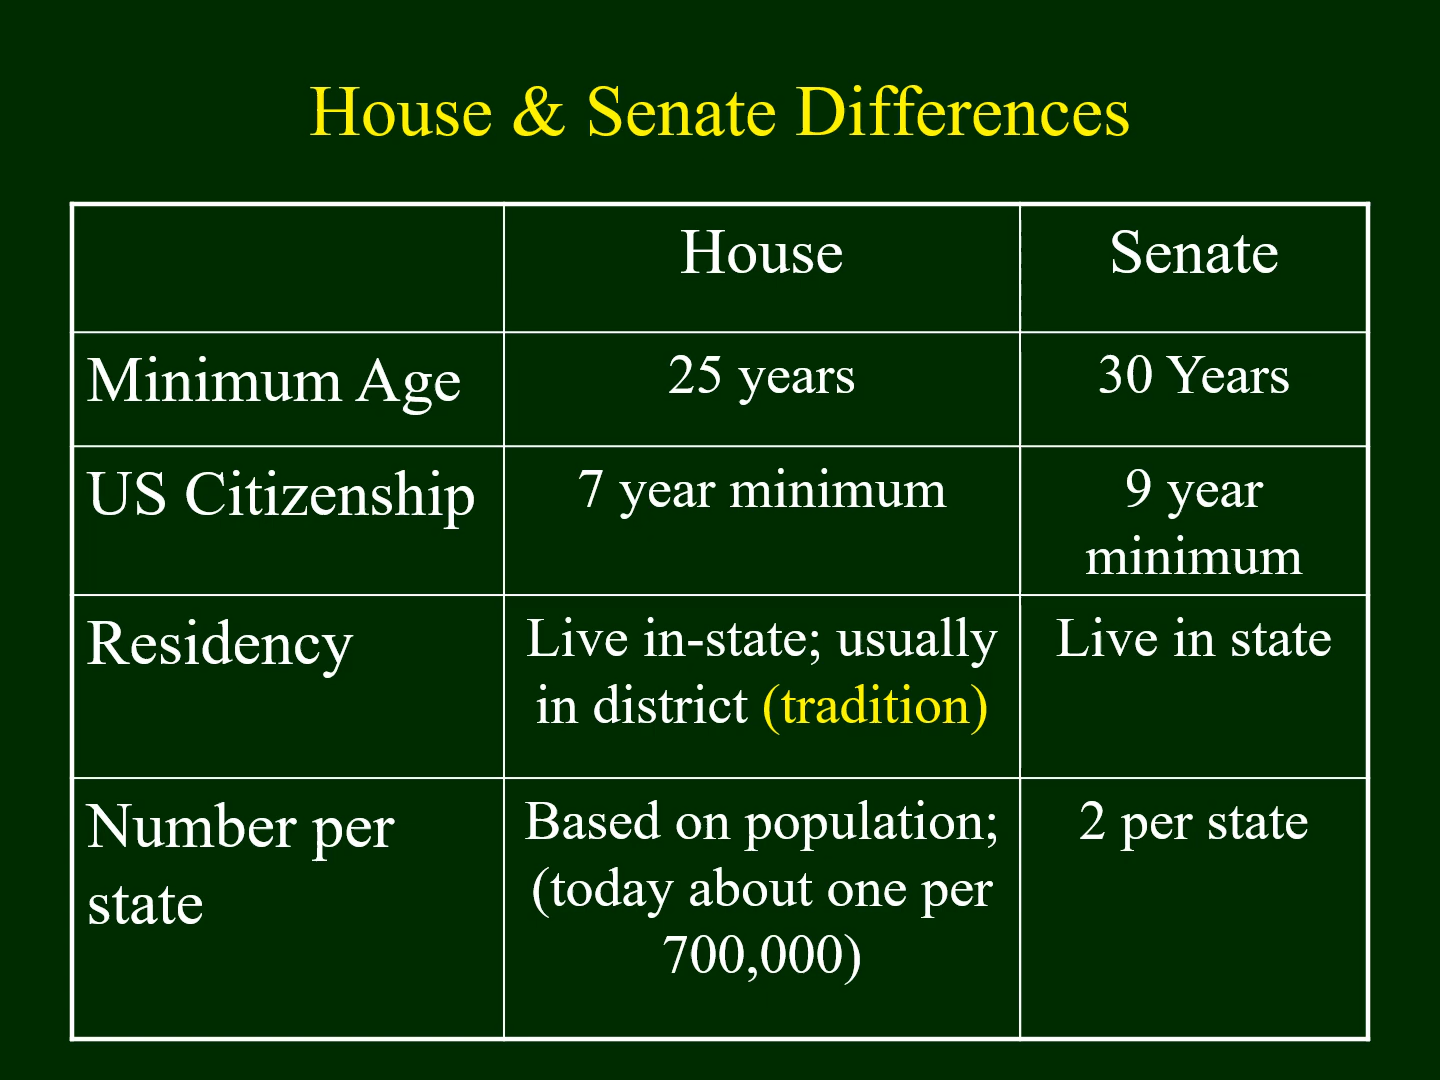 House & Senate Differences
House
Senate
Minimum Age
25 years
30 Years
US Citizenship
7 year minimum
9 year
minimum
Residency
Live in-state; usually
in district (tradition)
Live in state
Number per
state
Based on population;
(today about one per
700,000)
2 per state